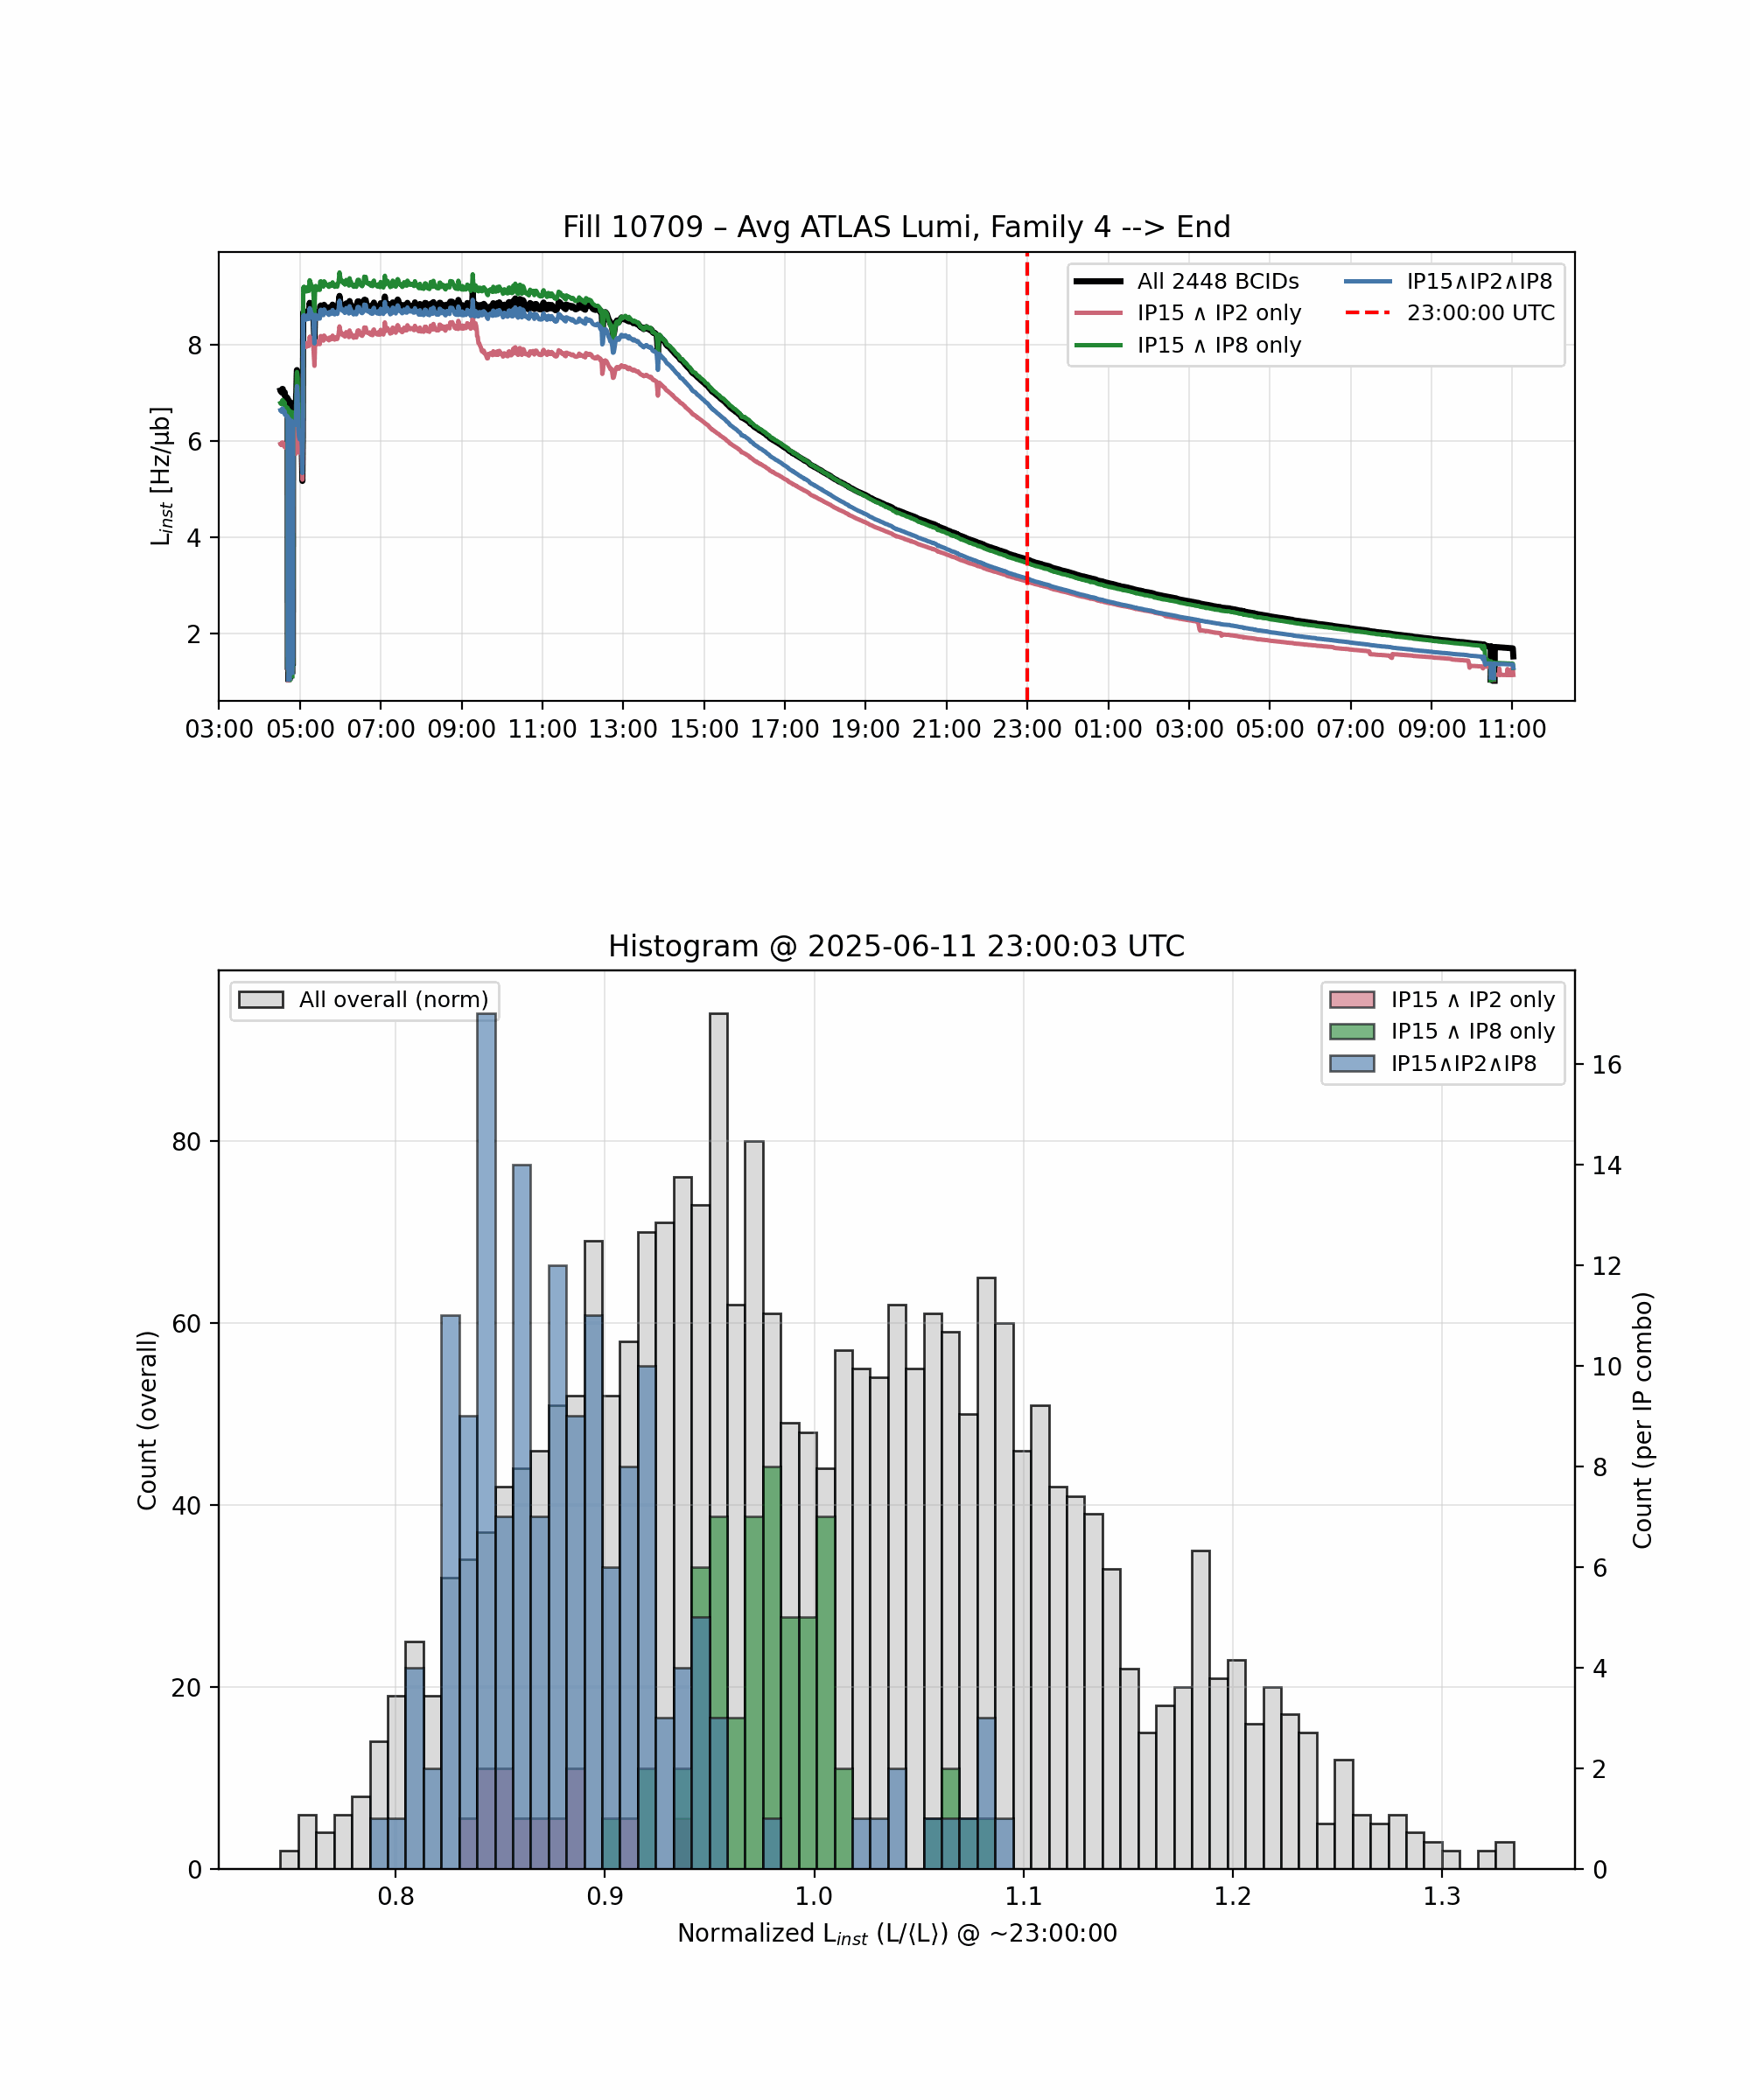 Fill 10709 – Avg ATLAS Lumi, Family 4 --> End
All 2448 BCIDs
IP15 ∧ IP2 only
IP15 ∧ IP8 only
IP15∧IP2∧IP8
23:00:00 UTC
L_inst [Hz/μb]
8
6
4
2
03:00 05:00 07:00 09:00 11:00 13:00 15:00 17:00 19:00 21:00 23:00 01:00 03:00 05:00 07:00 09:00 11:00
Histogram @ 2025-06-11 23:00:03 UTC
All overall (norm)
IP15 ∧ IP2 only
IP15 ∧ IP8 only
IP15∧IP2∧IP8
Count (overall)
80
60
40
20
0
Count (per IP combo)
16
14
12
10
8
6
4
2
0
0.8 0.9 1.0 1.1 1.2 1.3
Normalized L_inst (L/⟨L⟩) @ ~23:00:00